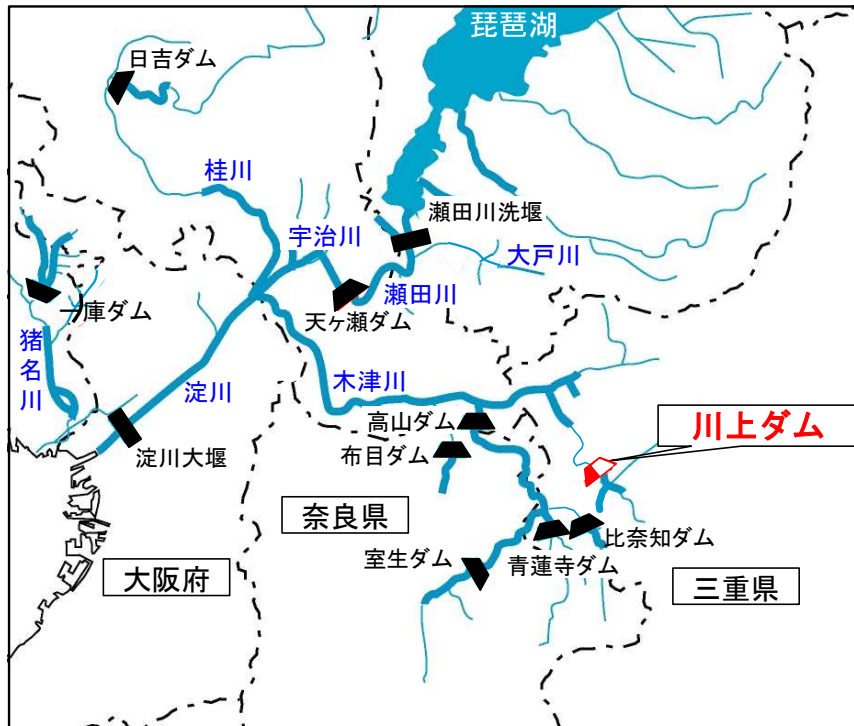 琵琶湖
日吉ダム
桂川
瀬田川洗堰
宇治川
大戸川
瀬田川
天ヶ瀬ダム
一庫ダム
猪名川
淀川
木津川
高山ダム
川上ダム
布目ダム
淀川大堰
奈良県
比奈知ダム
室生ダム
青蓮寺ダム
大阪府
三重県